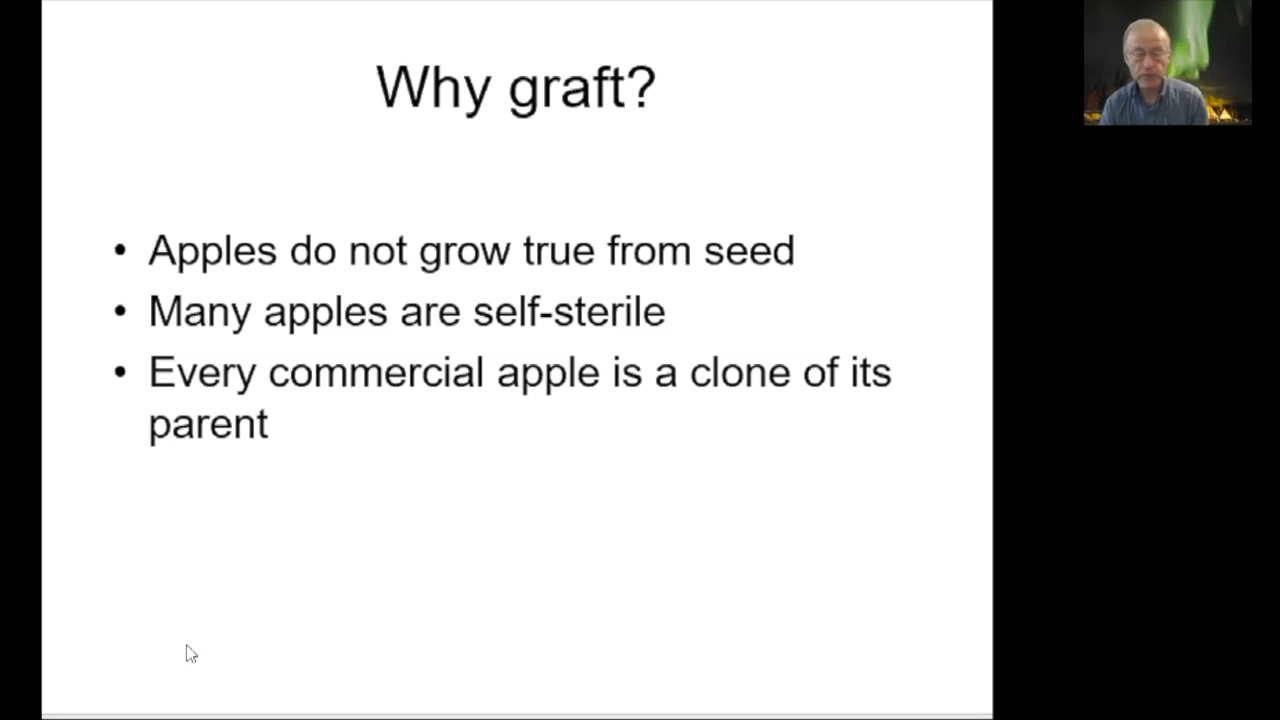 Why graft?
• Apples do not grow true from seed
• Many apples are self-sterile
• Every commercial apple is a clone of its
parent